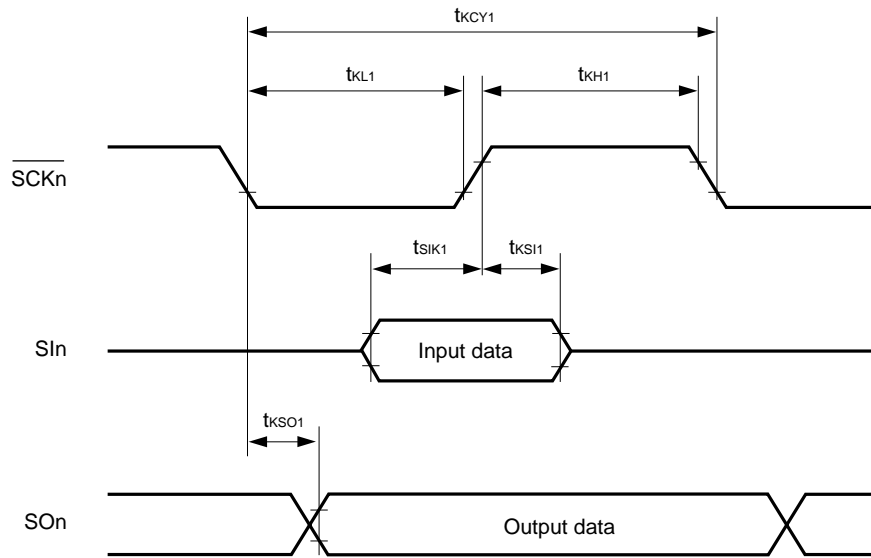 tKCY1
tKL1
tKH1
SCKn
tSIK1
tKSI1
SIn
Input data
tKSO1
SOn
Output data